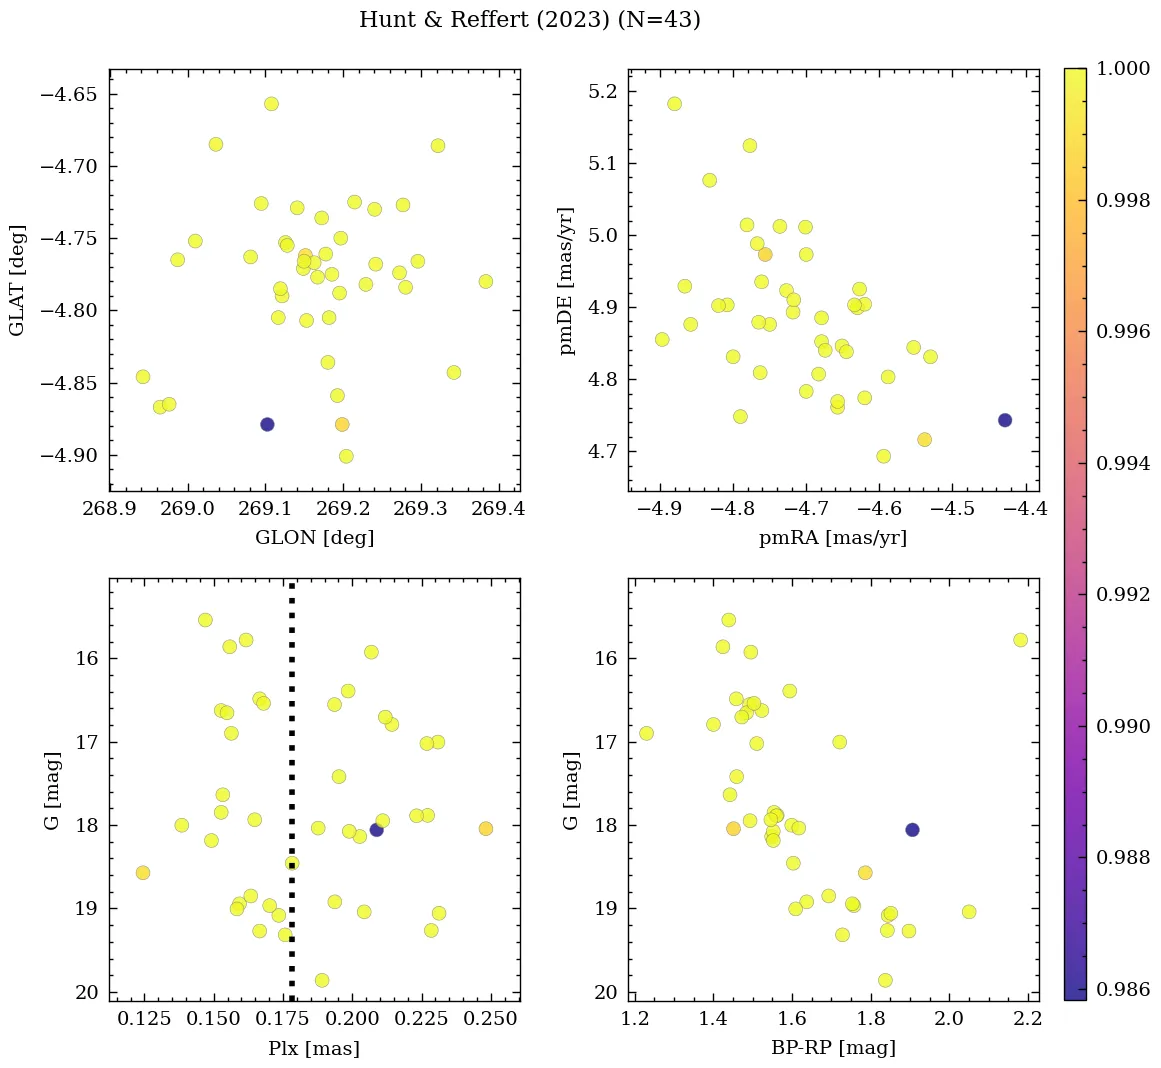 Hunt & Reffert (2023) (N=43)
−4.65
−4.70
−4.75
−4.80
−4.85
−4.90
GLAT [deg]
268.9 269.0 269.1 269.2 269.3 269.4
GLON [deg]
5.2
5.1
5.0
4.9
4.8
4.7
pmDE [mas/yr]
−4.9 −4.8 −4.7 −4.6 −4.5 −4.4
pmRA [mas/yr]
16
17
18
19
20
G [mag]
0.125 0.150 0.175 0.200 0.225 0.250
Plx [mas]
16
17
18
19
20
G [mag]
1.2 1.4 1.6 1.8 2.0 2.2
BP-RP [mag]
1.000
0.998
0.996
0.994
0.992
0.990
0.988
0.986